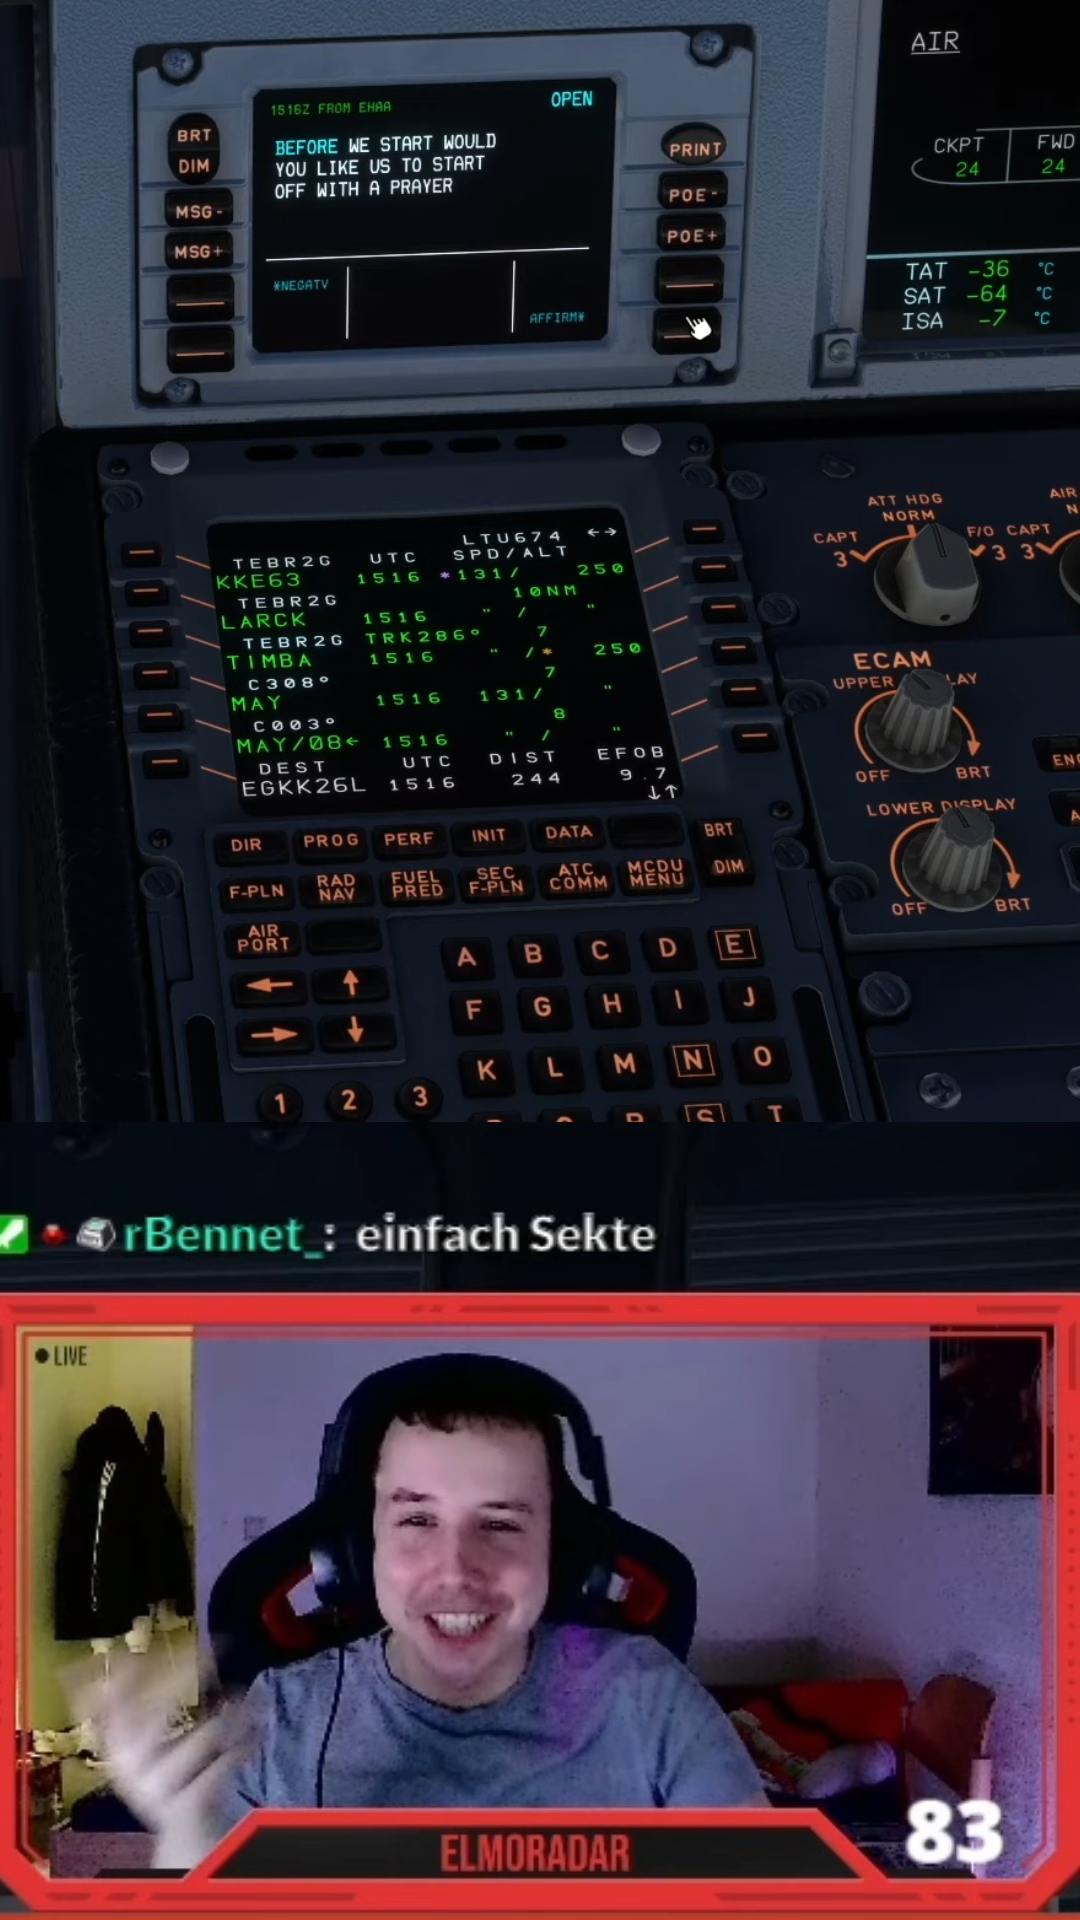 AIR
1516Z FROM EHAA
OPEN
BEFORE WE START WOULD
YOU LIKE US TO START
OFF WITH A PRAYER
*NEGATV
AFFIRM*
BRT
DIM
MSG-
MSG+
PRINT
POE-
POE+
CKPT
24
FWD
24
TAT -36 °C
SAT -64 °C
ISA -7 °C
LTU674 ←→
TEBR2G UTC SPD/ALT
KKE63 1516 *131/ 250
TEBR2G 10NM
LARCK 1516 " / "
TEBR2G TRK286° 7
TIMBA 1516 " /* 250
C308° 7
MAY 1516 131/ "
C003° 8
MAY/08← 1516 " / "
DEST UTC DIST EFOB
EGKK26L 1516 244 9.7
↓↑
ATT HDG
NORM
CAPT
3
F/O
3
CAPT
3
AIR
ECAM
OFF
BRT
LOWER DISPLAY
OFF
BRT
DIR
PROG
PERF
INIT
DATA
BRT
DIM
F-PLN
RAD
NAV
FUEL
PRED
SEC
F-PLN
ATC
COMM
MCDU
MENU
AIR
PORT
←
↑
→
↓
A B C D E
F G H I J
K L M N O
1 2 3
rBennet_: einfach Sekte
LIVE
ELMORADAR
83